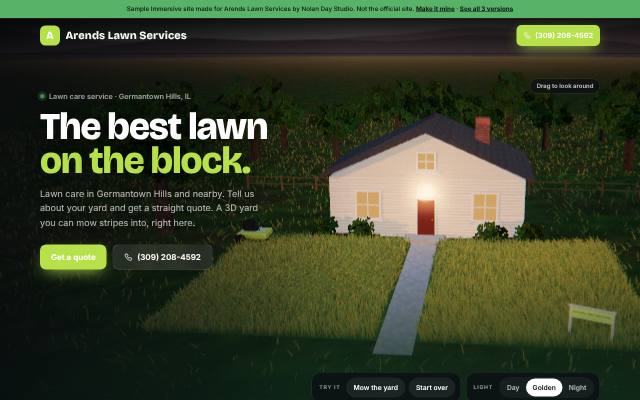 Sample Immersive site made for Arends Lawn Services by Nolan Day Studio. Not the official site. Make it mine · See all 3 versions
A Arends Lawn Services
(309) 208-4592
Drag to look around
Lawn care service · Germantown Hills, IL
The best lawn
on the block.
Lawn care in Germantown Hills and nearby. Tell us
about your yard and get a straight quote. A 3D yard
you can mow stripes into, right here.
Get a quote
(309) 208-4592
TRY IT Mow the yard Start over
LIGHT Day Golden Night